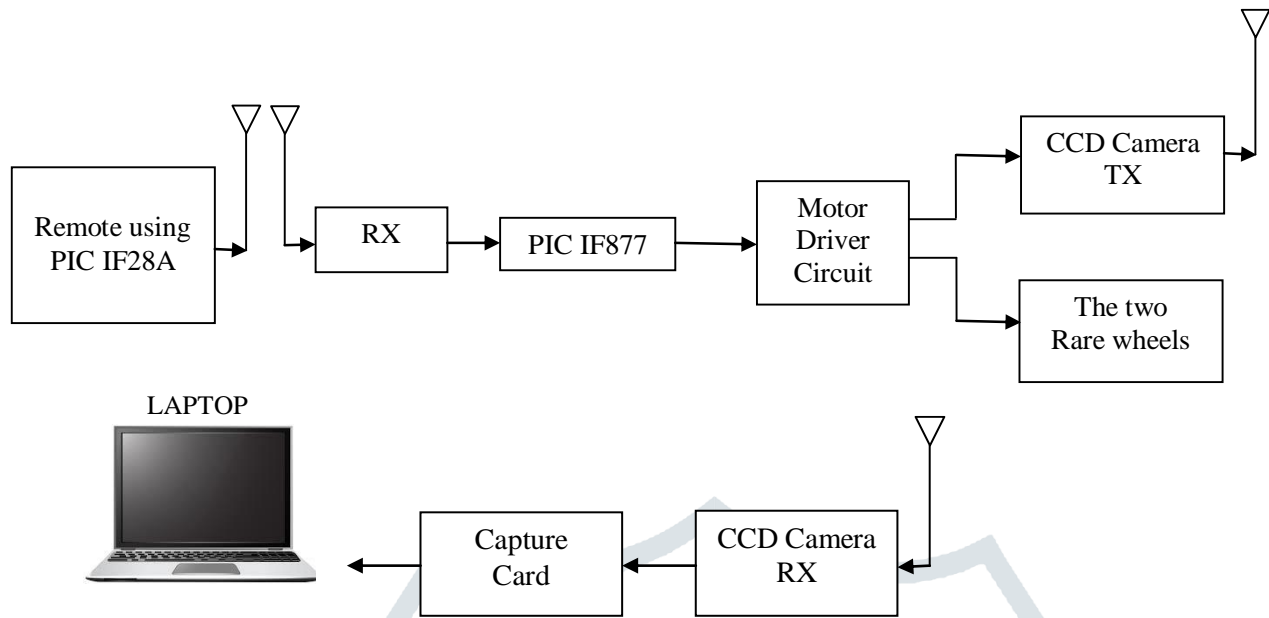 Remote using
PIC IF28A
RX
PIC IF877
Motor
Driver
Circuit
CCD Camera
TX
The two
Rare wheels
LAPTOP
Capture
Card
CCD Camera
RX